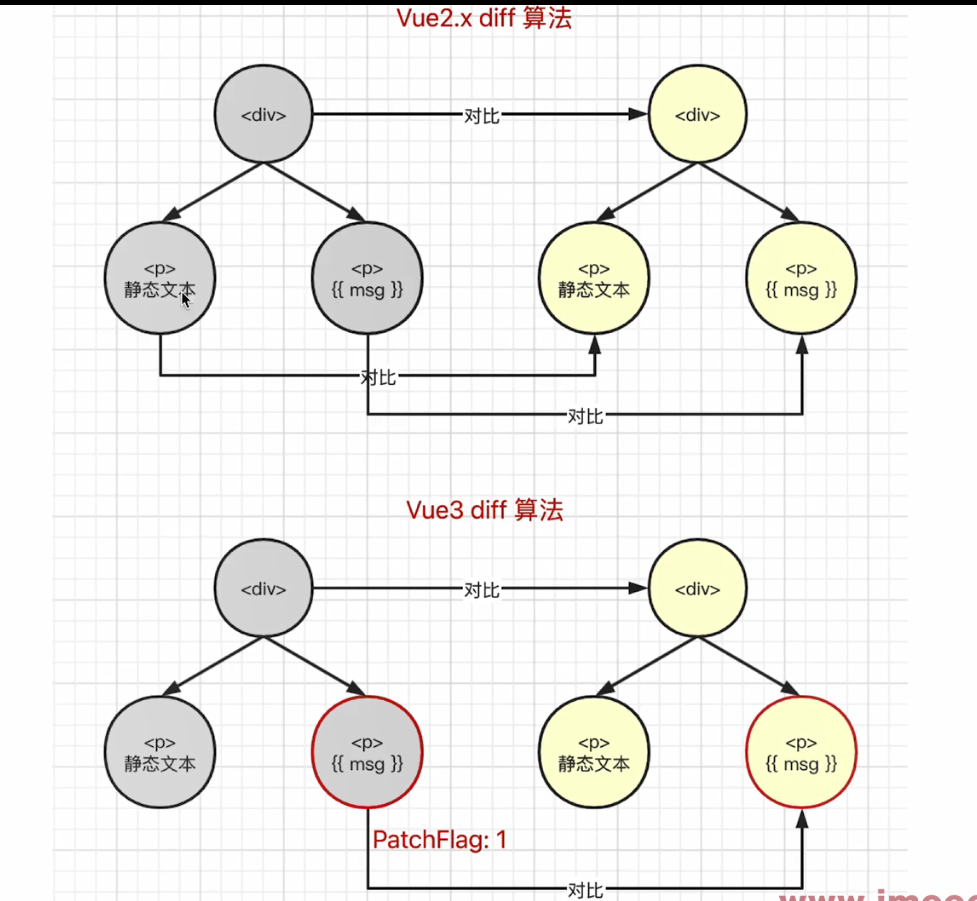 Vue2.x diff 算法
<div>
对比
<div>
<p>
静态文本
<p>
{{ msg }}
<p>
静态文本
<p>
{{ msg }}
对比
对比
Vue3 diff 算法
<div>
对比
<div>
<p>
静态文本
<p>
{{ msg }}
<p>
静态文本
<p>
{{ msg }}
PatchFlag: 1
对比